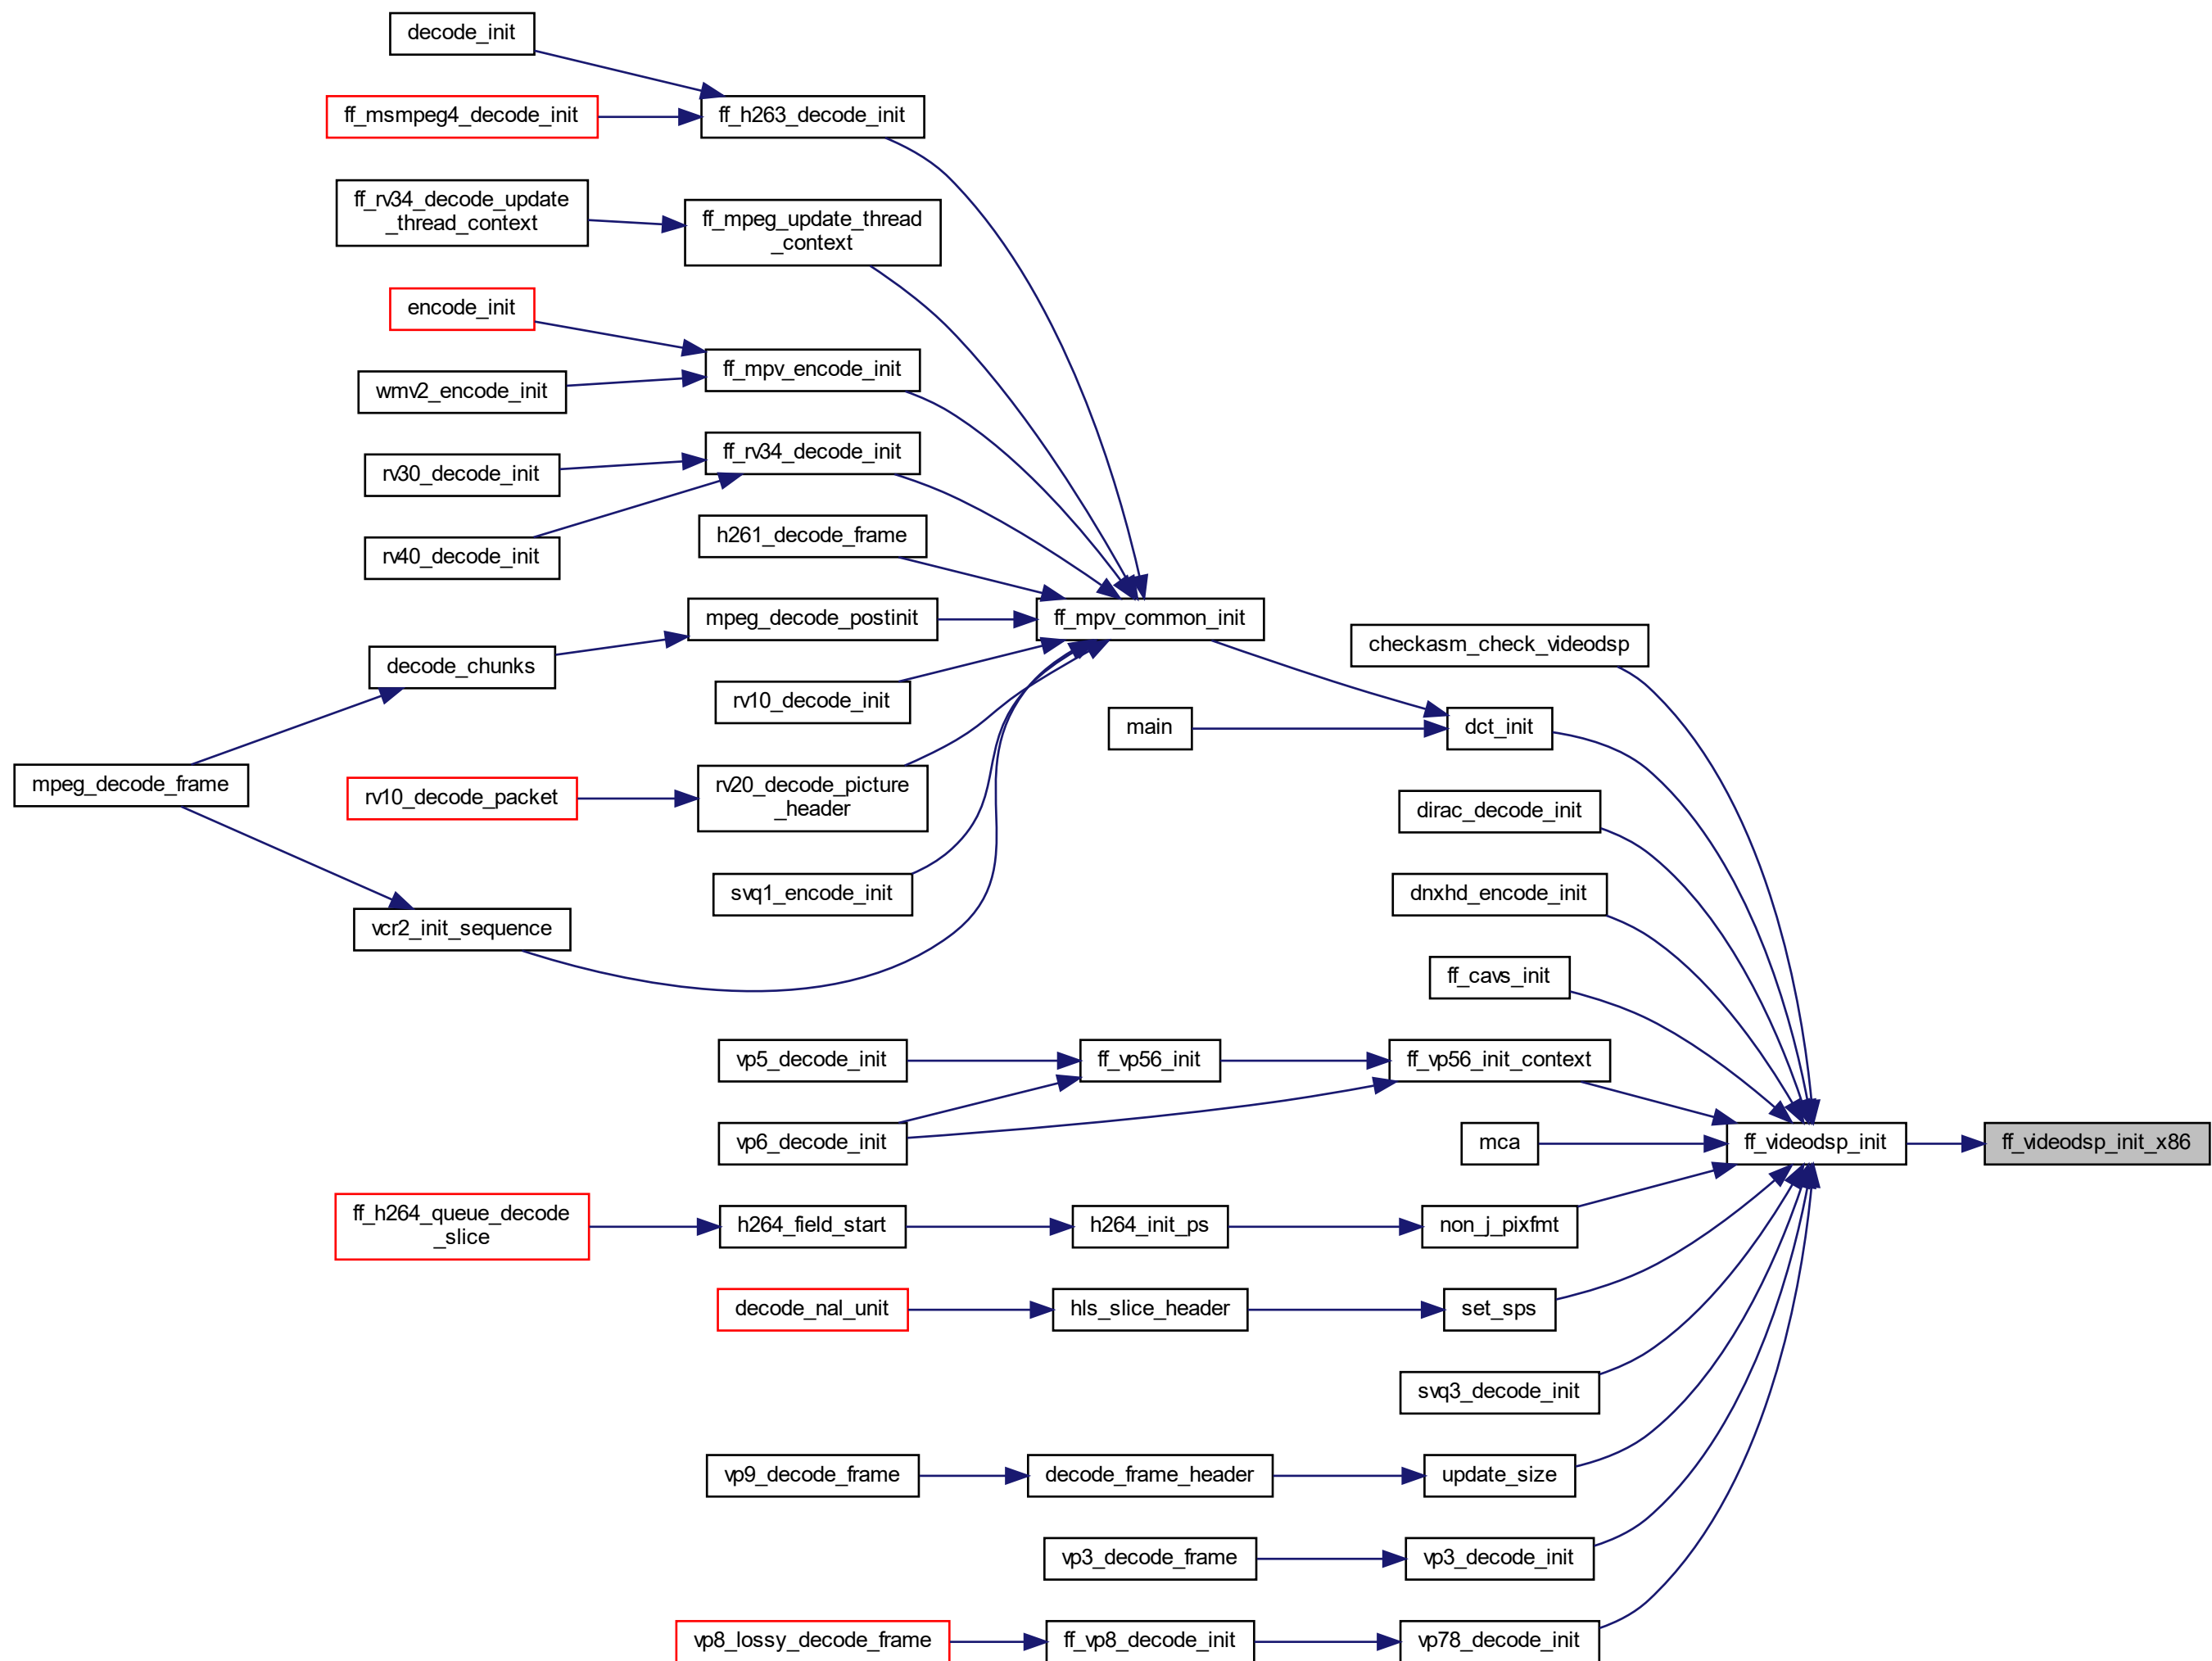 decode_init
ff_msmpeg4_decode_init
ff_h263_decode_init
ff_rv34_decode_update
_thread_context
ff_mpeg_update_thread
_context
encode_init
ff_mpv_encode_init
wmv2_encode_init
ff_rv34_decode_init
rv30_decode_init
h261_decode_frame
rv40_decode_init
mpeg_decode_postinit
ff_mpv_common_init
checkasm_check_videodsp
decode_chunks
rv10_decode_init
main
dct_init
mpeg_decode_frame
rv10_decode_packet
rv20_decode_picture
_header
dirac_decode_init
svq1_encode_init
dnxhd_encode_init
vcr2_init_sequence
ff_cavs_init
vp5_decode_init
ff_vp56_init
ff_vp56_init_context
vp6_decode_init
mca
ff_videodsp_init
ff_videodsp_init_x86
ff_h264_queue_decode
_slice
h264_field_start
h264_init_ps
non_j_pixfmt
decode_nal_unit
hls_slice_header
set_sps
svq3_decode_init
vp9_decode_frame
decode_frame_header
update_size
vp3_decode_frame
vp3_decode_init
vp8_lossy_decode_frame
ff_vp8_decode_init
vp78_decode_init